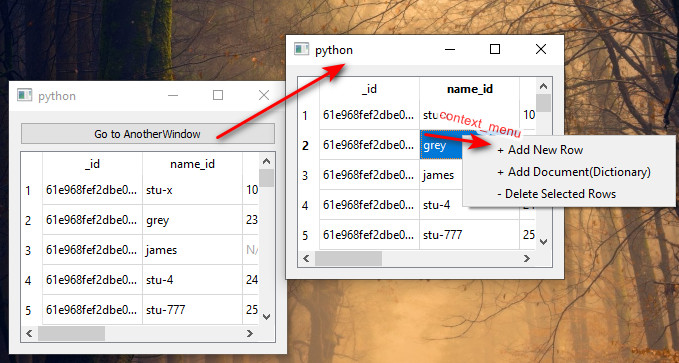 python
Go to AnotherWindow
_id name_id
1 61e968fef2dbe0... stu-x 10
2 61e968fef2dbe0... grey 23
3 61e968fef2dbe0... james N/
4 61e968fef2dbe0... stu-4 24
5 61e968fef2dbe0... stu-777 25
python
_id name_id
1 61e968fef2dbe0... stu 10
2 61e968fef2dbe0... grey
3 61e968fef2dbe0... james
4 61e968fef2dbe0... stu-4
5 61e968fef2dbe0... stu-777 25
context_menu
+ Add New Row
+ Add Document(Dictionary)
- Delete Selected Rows